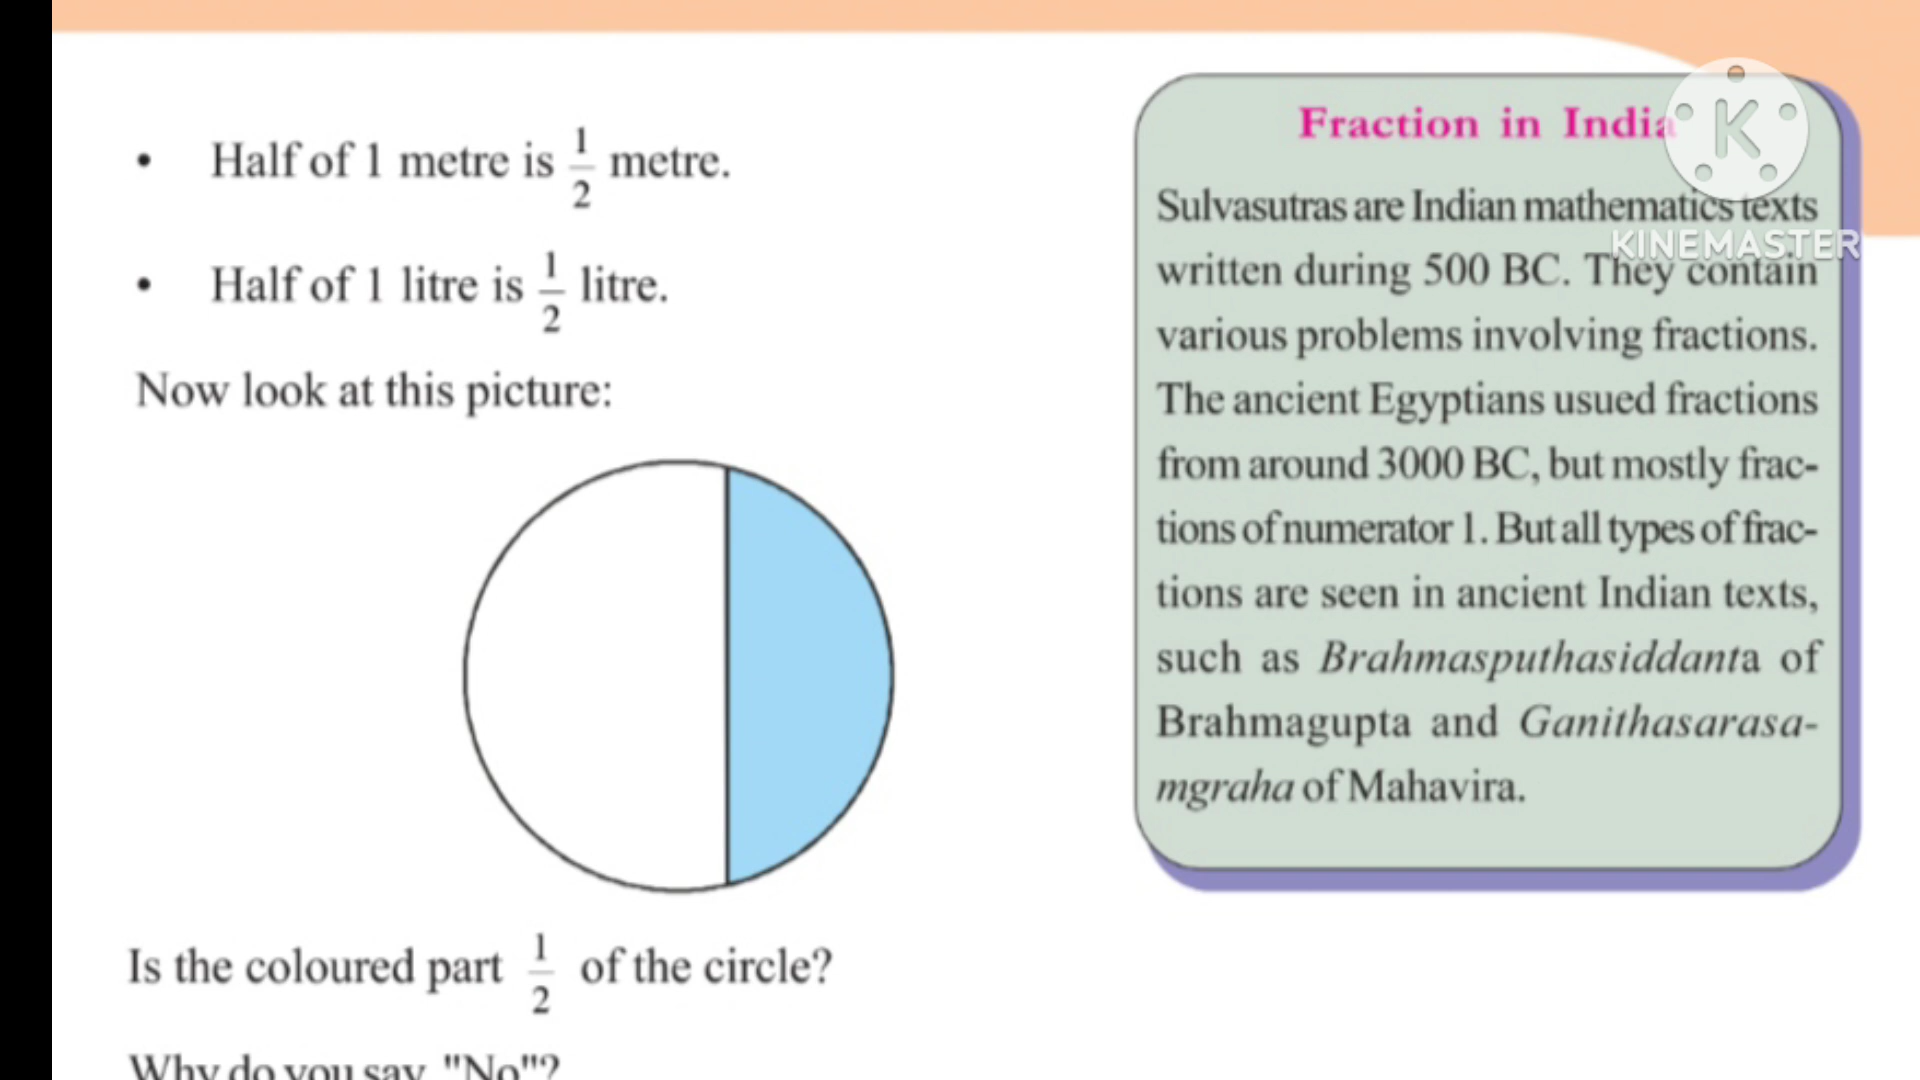 • Half of 1 metre is 1/2 metre.
• Half of 1 litre is 1/2 litre.
Now look at this picture:
Is the coloured part 1/2 of the circle?
Why do you say "No"?
Fraction in India
Sulvasutras are Indian mathematics texts
written during 500 BC. They contain
various problems involving fractions.
The ancient Egyptians usued fractions
from around 3000 BC, but mostly frac-
tions of numerator 1. But all types of frac-
tions are seen in ancient Indian texts,
such as Brahmasputhasiddanta of
Brahmagupta and Ganithasarasa-
mgraha of Mahavira.
K
KINEMASTER